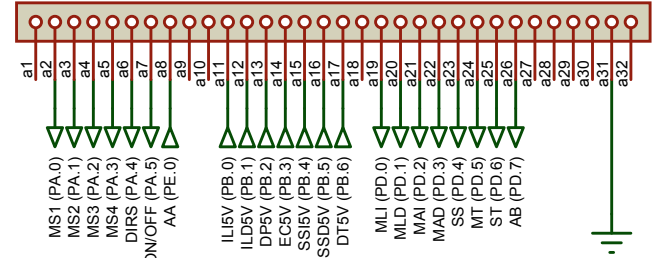 a1
a2
a3
a4
a5
a6
a7
a8
a9
a10
a11
a12
a13
a14
a15
a16
a17
a18
a19
a20
a21
a22
a23
a24
a25
a26
a27
a28
a29
a30
a31
a32
MS1 (PA.0)
MS2 (PA.1)
MS3 (PA.2)
MS4 (PA.3)
DIRS (PA.4)
ON/OFF (PA.5)
AA (PE.0)
ILI5V (PB.0)
ILD5V (PB.1)
DP5V (PB.2)
EC5V (PB.3)
SSI5V (PB.4)
SSD5V (PB.5)
DT5V (PB.6)
MLI (PD.0)
MLD (PD.1)
MAI (PD.2)
MAD (PD.3)
SS (PD.4)
MT (PD.5)
ST (PD.6)
AB (PD.7)